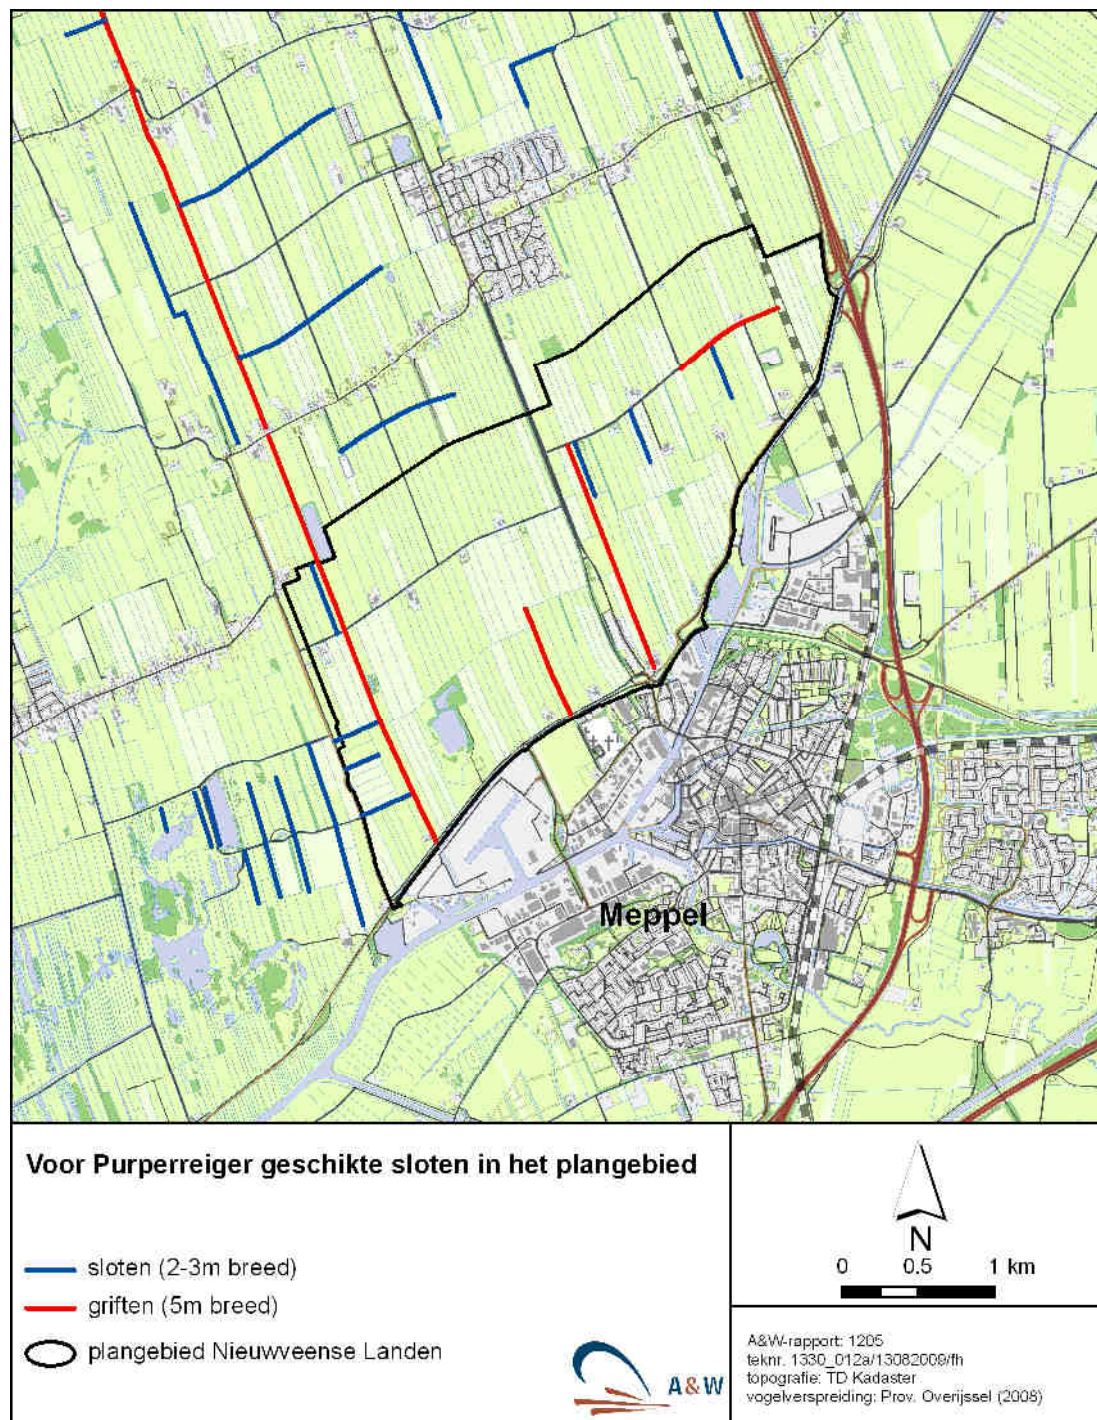 Meppel
Voor Purperreiger geschikte sloten in het plangebied
sloten (2-3m breed)
griften (5m breed)
plangebied Nieuwveense Landen
A&W
N
0 0.5 1 km
A&W-rapport: 1205
teknr. 1330_012a/13082009/fh
topografie: TD Kadaster
vogelverspreiding: Prov. Overijssel (2008)